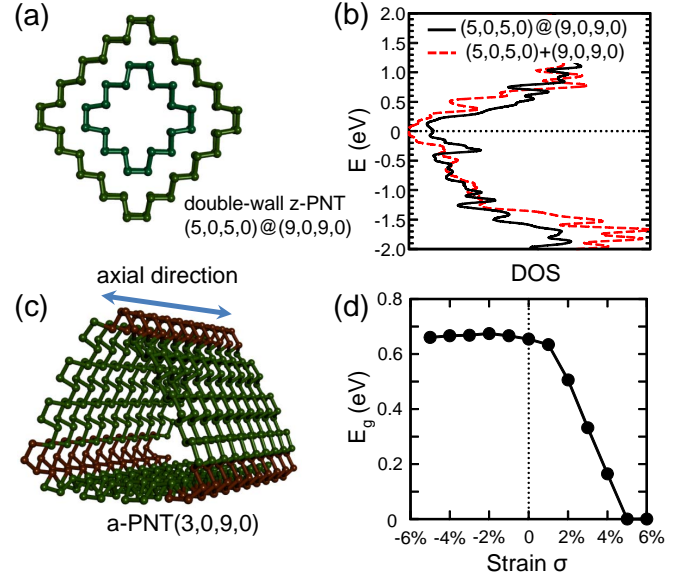 (a)
double-wall z-PNT
(5,0,5,0)@(9,0,9,0)
(b)
2.0
1.5
1.0
0.5
0
-0.5
-1.0
-1.5
-2.0
E (eV)
(5,0,5,0)@(9,0,9,0)
(5,0,5,0)+(9,0,9,0)
DOS
(c)
axial direction
a-PNT(3,0,9,0)
(d)
0.8
0.6
0.4
0.2
0
E_g (eV)
-6% -4% -2% 0 2% 4% 6%
Strain σ